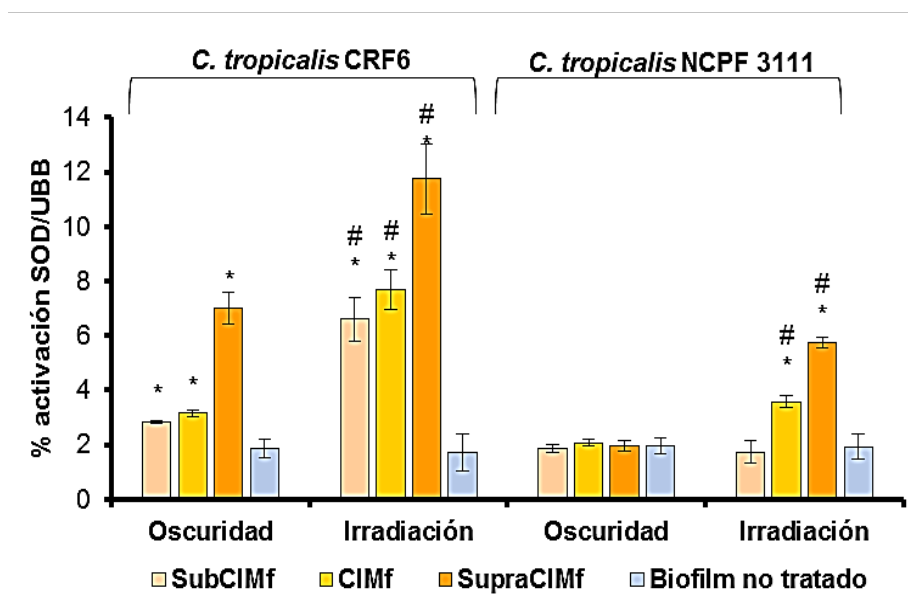 C. tropicalis CRF6
C. tropicalis NCPF 3111
% activación SOD/UBB
14
12
10
8
6
4
2
0
* * *
# * # * # *
# * # *
Oscuridad Irradiación Oscuridad Irradiación
SubCIMf CIMf SupraCIMf Biofilm no tratado